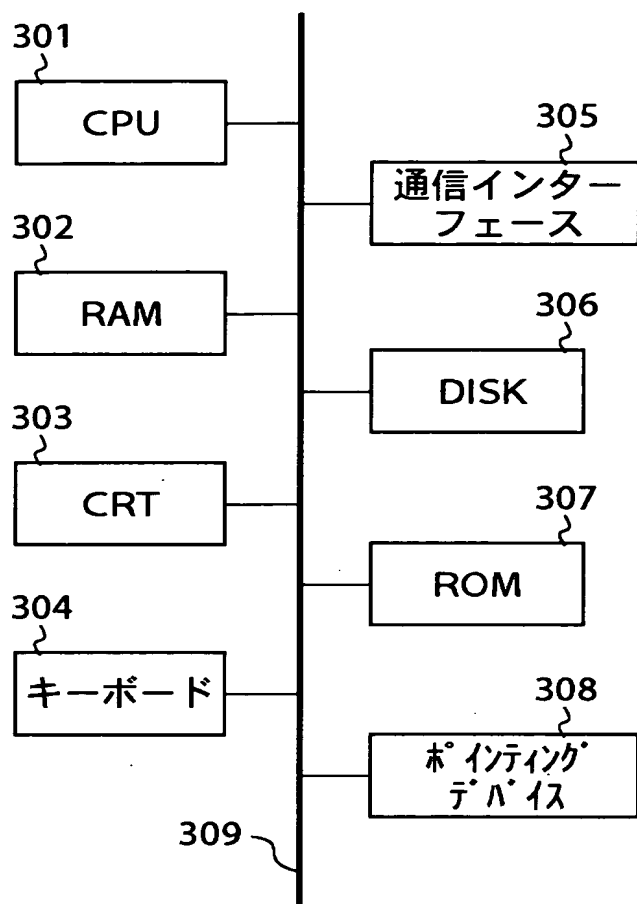 301
CPU
302
RAM
303
CRT
304
キーボード
305
通信インター
フェース
306
DISK
307
ROM
308
ポインティング
デバイス
309